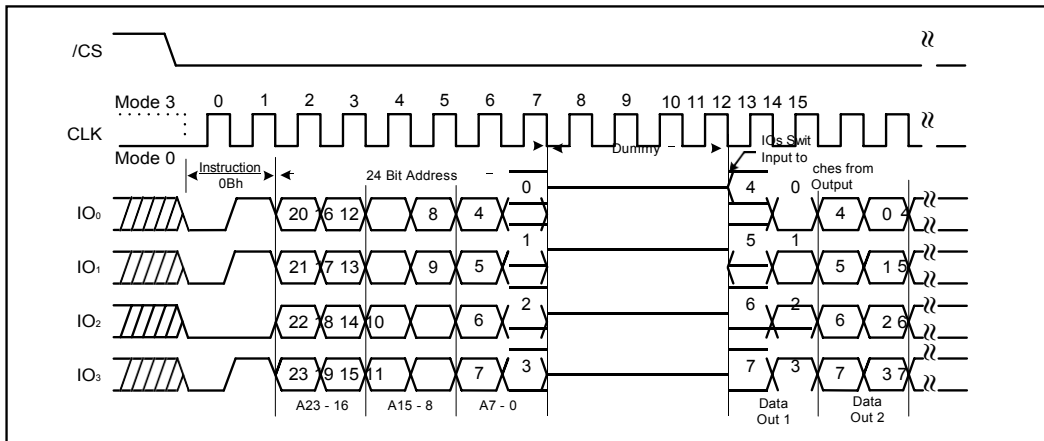 /CS
Mode 3 0 1 2 3 4 5 6 7 8 9 10 11 12 13 14 15
CLK
Mode 0
Dummy
IOs Swit ches from
Input to Output
Instruction
0Bh
24 Bit Address
IO0 20 16 12 8 4 0 4 0 4 0 4
IO1 21 17 13 9 5 1 5 1 5 1 5
IO2 22 18 14 10 6 2 6 2 6 2 6
IO3 23 19 15 11 7 3 7 3 7 3 7
A23 - 16 A15 - 8 A7 - 0
Data Out 1
Data Out 2